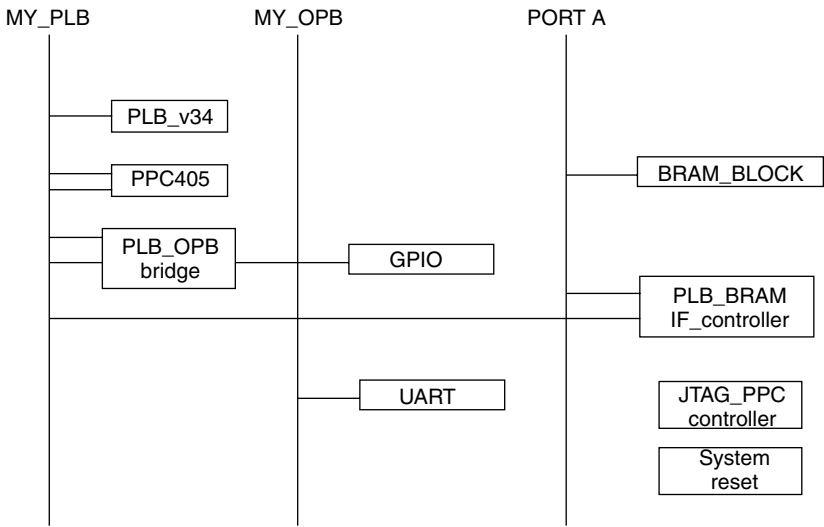 MY_PLB
MY_OPB
PORT A
PLB_v34
PPC405
BRAM_BLOCK
PLB_OPB
bridge
GPIO
PLB_BRAM
IF_controller
UART
JTAG_PPC
controller
System
reset